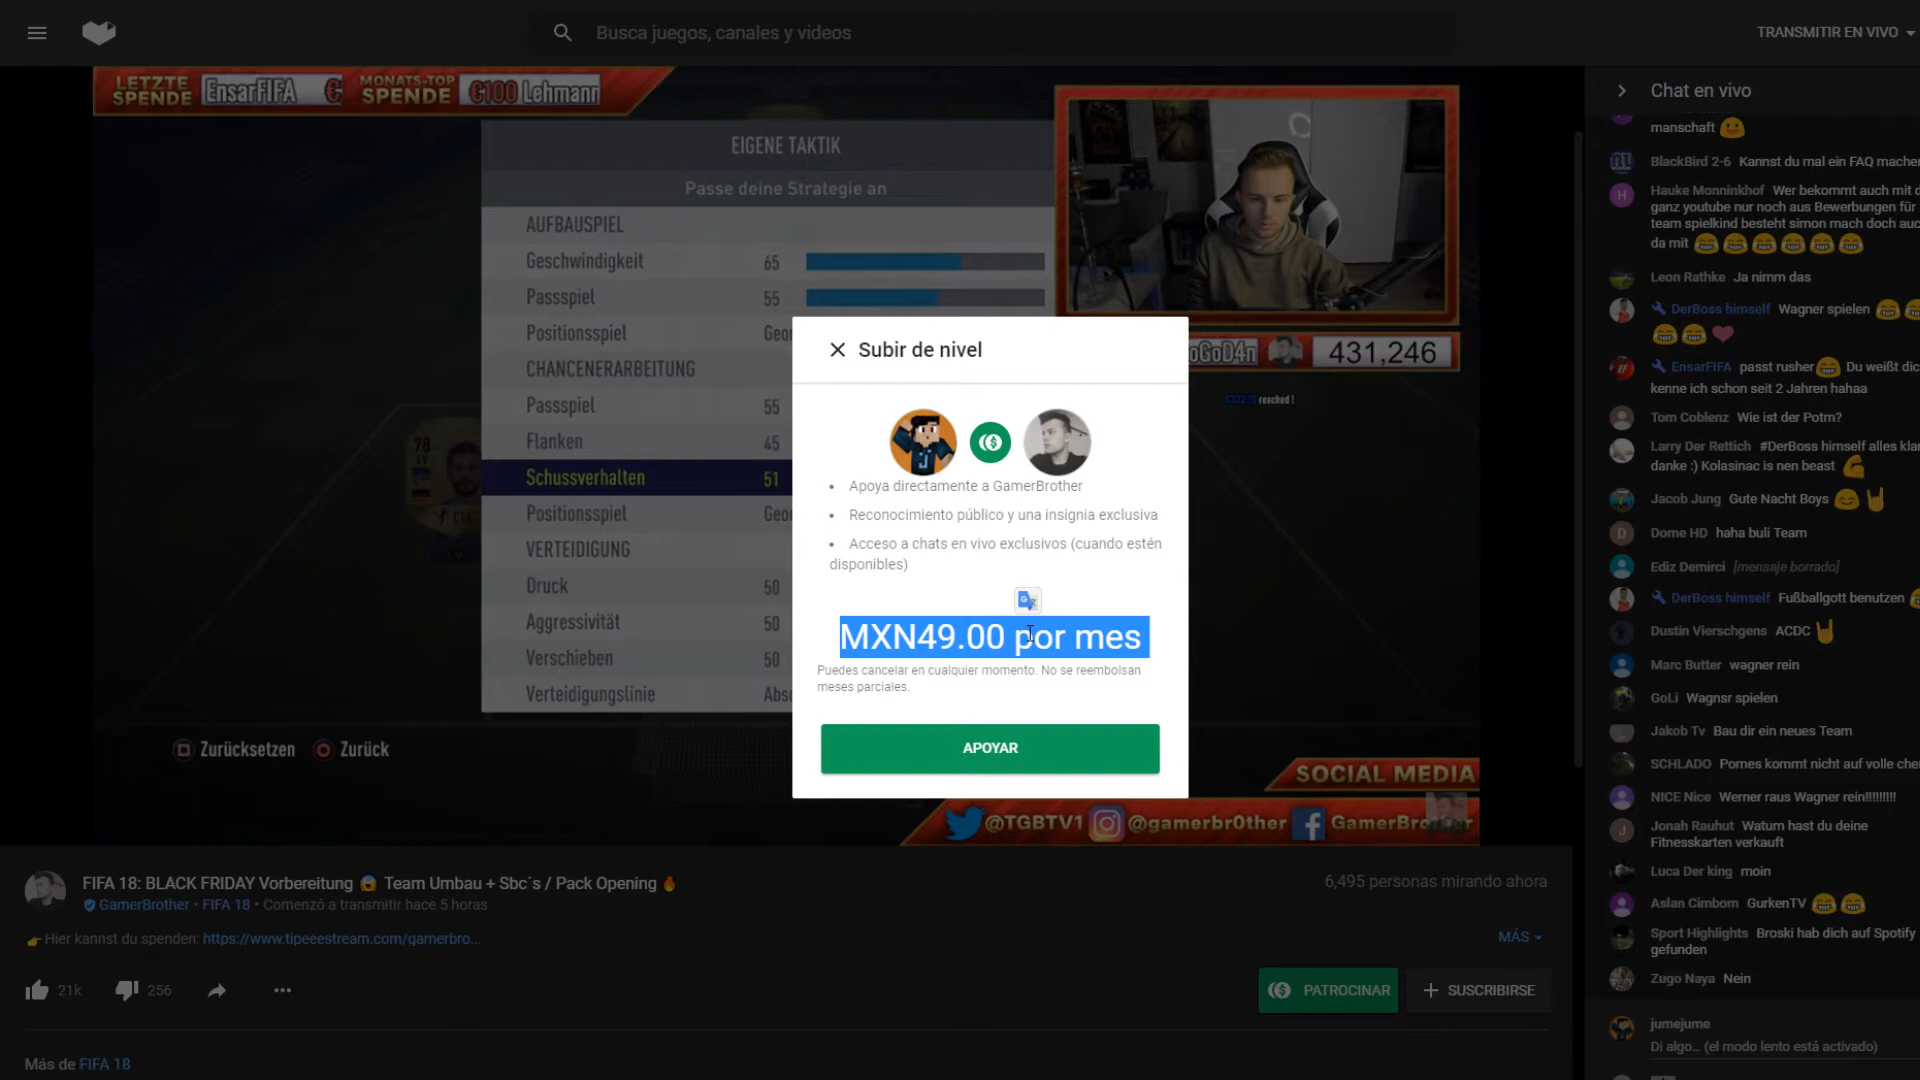 Busca juegos, canales y videos
TRANSMITIR EN VIVO
LETZTE SPENDE EnsarFIFA €
MONATS-TOP SPENDE €100 Lehmann
EIGENE TAKTIK
Passe deine Strategie an
AUFBAUSPIEL
Geschwindigkeit 65
Passspiel 55
Positionsspiel
CHANCENERARBEITUNG
Passspiel 55
Flanken 45
Schussverhalten 51
Positionsspiel
VERTEIDIGUNG
Druck 50
Aggressivität 50
Verschieben 50
Verteidigungslinie
Zurücksetzen Zurück
78
LV
oGoD4n 431,246
reached!
Subir de nivel
Apoya directamente a GamerBrother
Reconocimiento público y una insignia exclusiva
Acceso a chats en vivo exclusivos (cuando estén
disponibles)
MXN49.00 por mes
Puedes cancelar en cualquier momento. No se reembolsan
meses parciales.
APOYAR
SOCIAL MEDIA
@TGBTV1 @gamerbr0ther
FIFA 18: BLACK FRIDAY Vorbereitung 😱 Team Umbau + Sbc´s / Pack Opening 🔥
GamerBrother • FIFA 18 • Comenzó a transmitir hace 5 horas
6,495 personas mirando ahora
👉 Hier kannst du spenden: https://www.tipeeestream.com/gamerbro...
MÁS
21k 256
PATROCINAR
SUSCRIBIRSE
Más de FIFA 18
Chat en vivo
manschaft 😀
BlackBird 2-6 Kannst du mal ein FAQ machen
Hauke Monninkhof Wer bekommt auch mit d
ganz youtube nur noch aus Bewerbungen für
team spielkind besteht simon mach doch auc
da mit 😂😂😂😂😂😂
Leon Rathke Ja nimm das
DerBoss himself Wagner spielen 😂😂
😂😂❤
EnsarFIFA passt rusher😂 Du weißt dic
kenne ich schon seit 2 Jahren hahaa
Tom Coblenz Wie ist der Potm?
Larry Der Rettich #DerBoss himself alles klar
danke :) Kolasinac is nen beast 💪
Jacob Jung Gute Nacht Boys 😊🤘
D Dome HD haha buli Team
Ediz Demirci [mensaje borrado]
DerBoss himself Fußballgott benutzen 😂
Dustin Vierschgens ACDC🤘
Marc Butter wagner rein
GoLi Wagnsr spielen
Jakob Tv Bau dir ein neues Team
SCHLADO Pomes kommt nicht auf volle che
NICE Nice Werner raus Wagner rein!!!!!!!!!
J Jonah Rauhut Watum hast du deine
Fitnesskarten verkauft
Luca Der king moin
Aslan Cimbom GurkenTV 😂😂
Sport Highlights Broski hab dich auf Spotify
gefunden
Zugo Naya Nein
jumejume
Di algo... (el modo lento está activado)